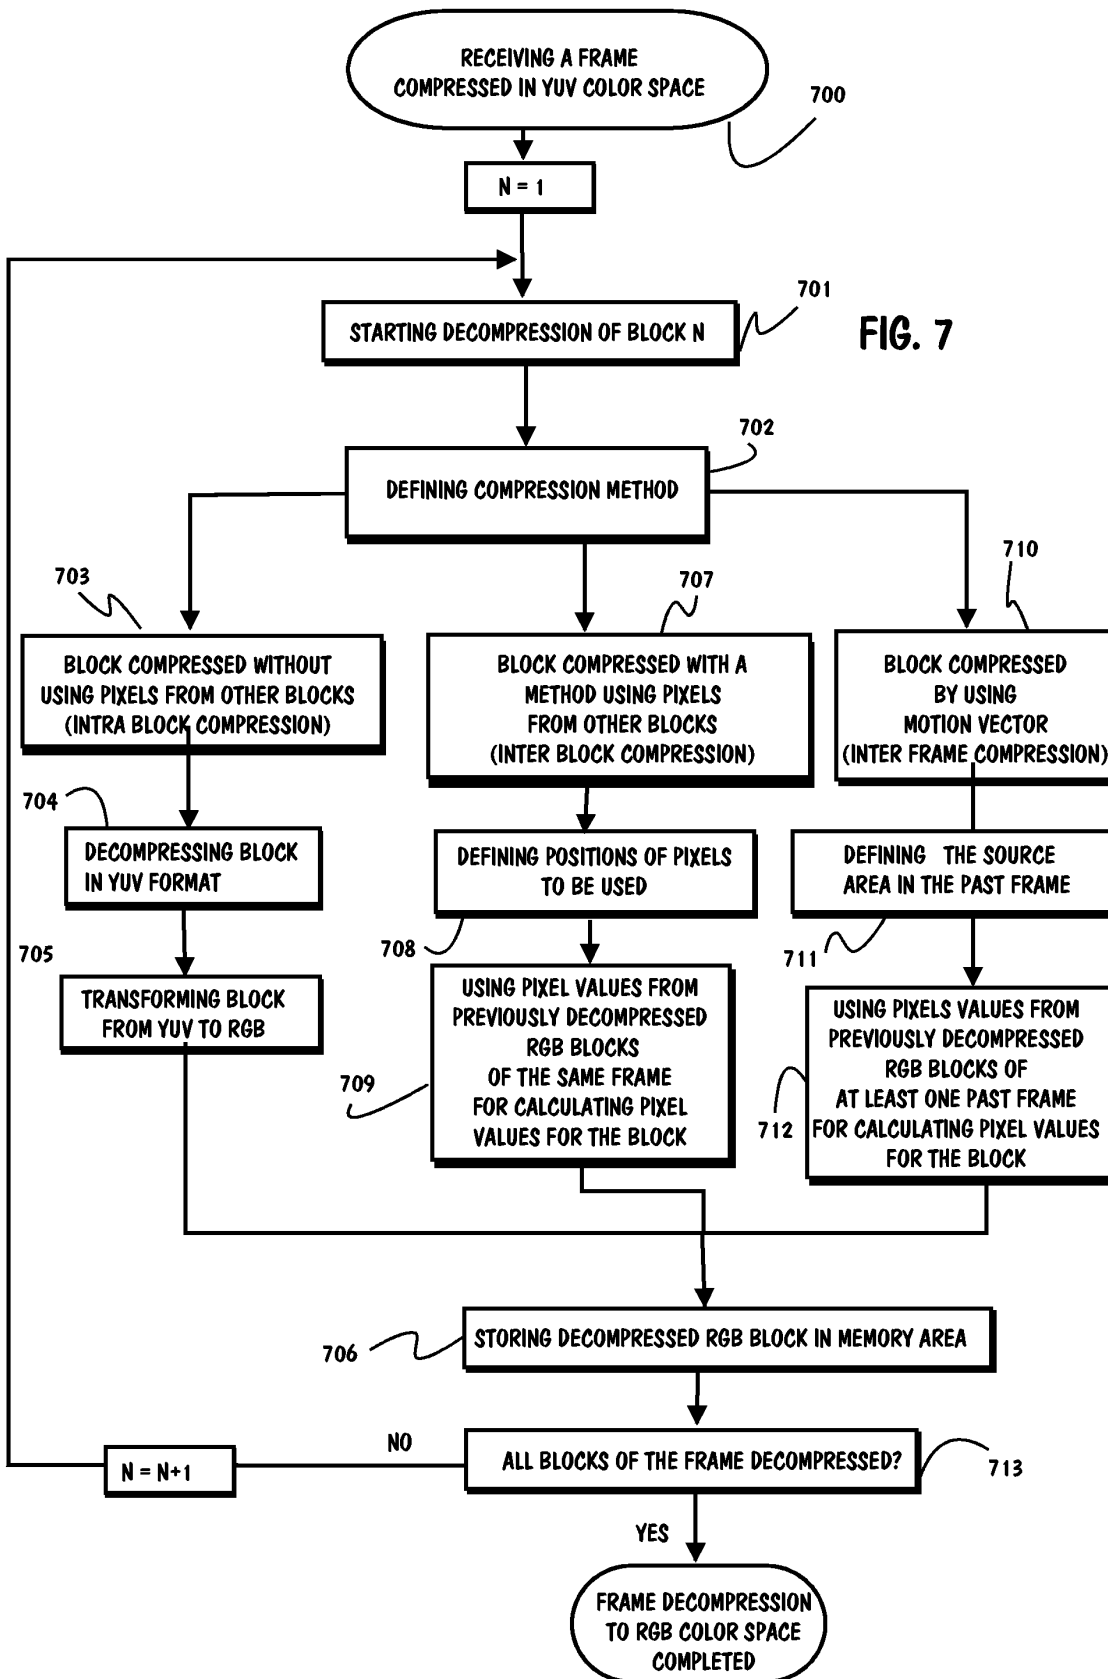 RECEIVING A FRAME
COMPRESSED IN YUV COLOR SPACE
700
N = 1
701
STARTING DECOMPRESSION OF BLOCK N
FIG. 7
702
DEFINING COMPRESSION METHOD
703
707
710
BLOCK COMPRESSED WITHOUT
USING PIXELS FROM OTHER BLOCKS
(INTRA BLOCK COMPRESSION)
BLOCK COMPRESSED WITH A
METHOD USING PIXELS
FROM OTHER BLOCKS
(INTER BLOCK COMPRESSION)
BLOCK COMPRESSED
BY USING
MOTION VECTOR
(INTER FRAME COMPRESSION)
704
DECOMPRESSING BLOCK
IN YUV FORMAT
DEFINING POSITIONS OF PIXELS
TO BE USED
DEFINING THE SOURCE
AREA IN THE PAST FRAME
705
708
711
TRANSFORMING BLOCK
FROM YUV TO RGB
USING PIXEL VALUES FROM
PREVIOUSLY DECOMPRESSED
RGB BLOCKS
OF THE SAME FRAME
FOR CALCULATING PIXEL
VALUES FOR THE BLOCK
709
USING PIXELS VALUES FROM
PREVIOUSLY DECOMPRESSED
RGB BLOCKS OF
AT LEAST ONE PAST FRAME
FOR CALCULATING PIXEL VALUES
FOR THE BLOCK
712
STORING DECOMPRESSED RGB BLOCK IN MEMORY AREA
706
NO
N = N+1
ALL BLOCKS OF THE FRAME DECOMPRESSED?
713
YES
FRAME DECOMPRESSION
TO RGB COLOR SPACE
COMPLETED